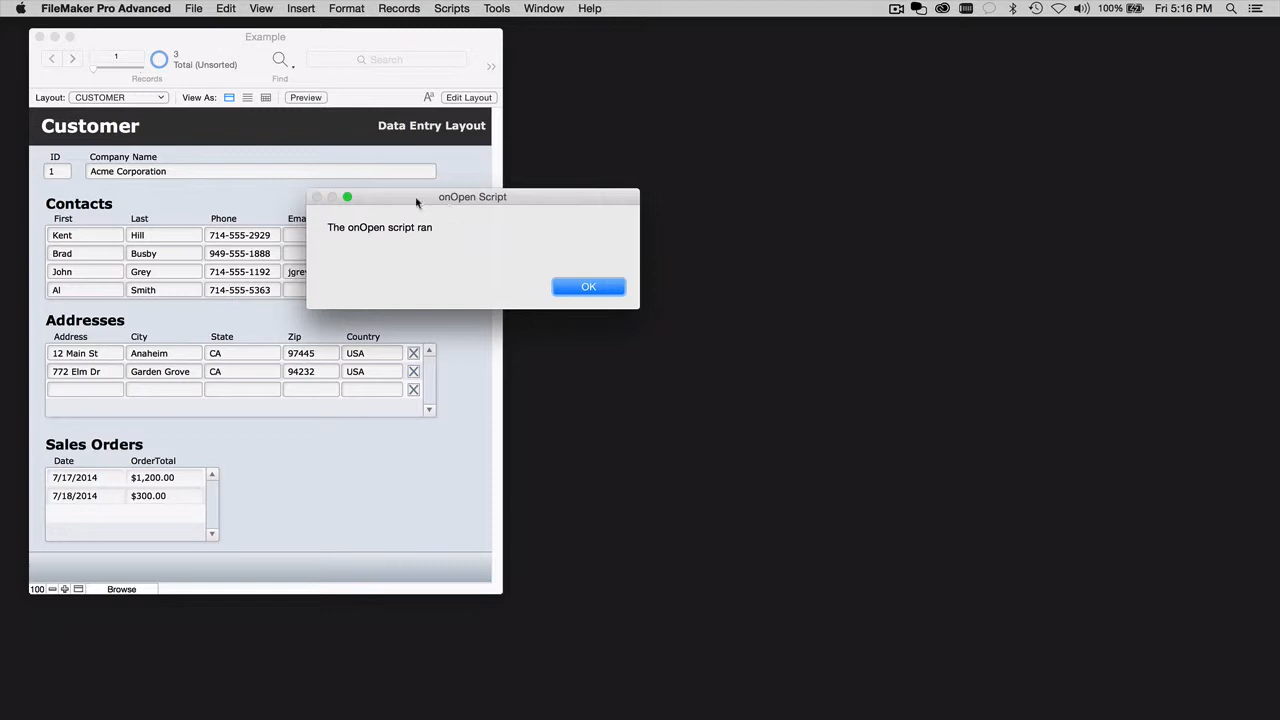 FileMaker Pro Advanced File Edit View Insert Format Records Scripts Tools Window Help 100% Fri 5:16 PM
Example
1 3 Total (Unsorted) Search
Records Find
Layout: CUSTOMER View As: Preview Aa Edit Layout
Customer Data Entry Layout
ID Company Name
1 Acme Corporation
onOpen Script
The onOpen script ran
OK
Contacts
First Last Phone Ema
Kent Hill 714-555-2929
Brad Busby 949-555-1888
John Grey 714-555-1192 jgre
Al Smith 714-555-5363
Addresses
Address City State Zip Country
12 Main St Anaheim CA 97445 USA
772 Elm Dr Garden Grove CA 94232 USA
Sales Orders
Date OrderTotal
7/17/2014 $1,200.00
7/18/2014 $300.00
100 Browse